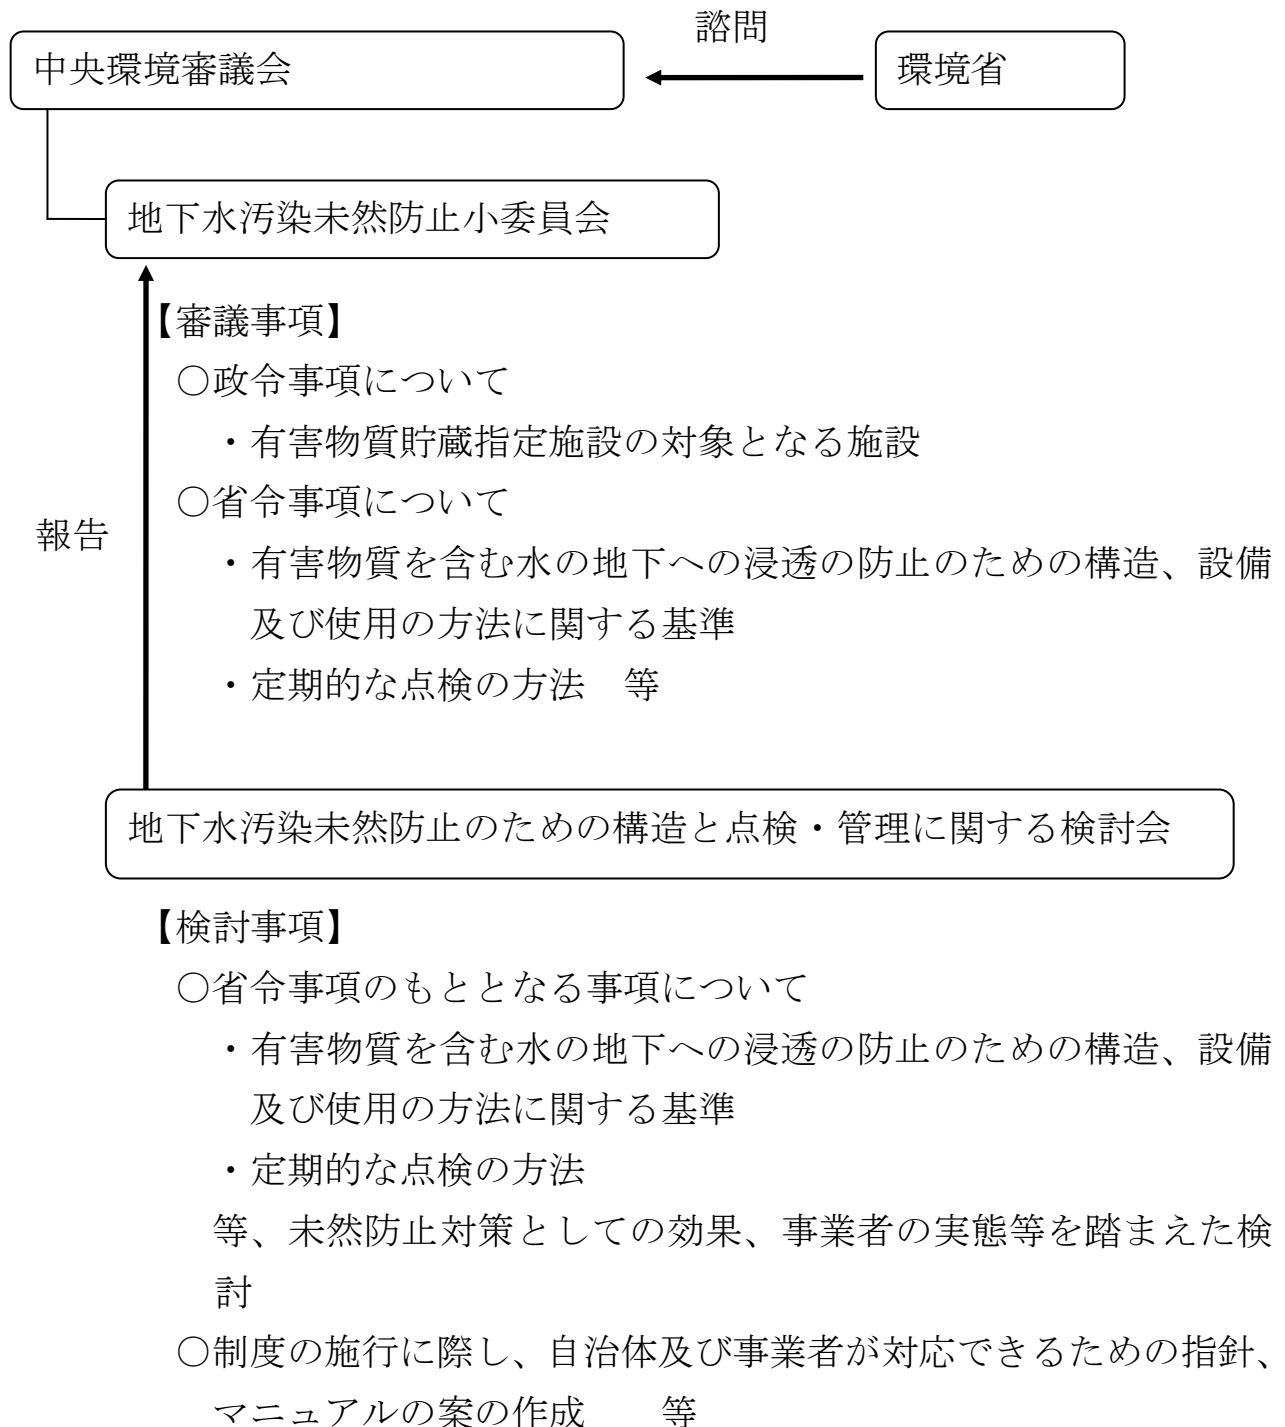 諮問
中央環境審議会
環境省
地下水汚染未然防止小委員会
【審議事項】
○政令事項について
・有害物質貯蔵指定施設の対象となる施設
○省令事項について
報告
・有害物質を含む水の地下への浸透の防止のための構造、設備
及び使用の方法に関する基準
・定期的な点検の方法　等
地下水汚染未然防止のための構造と点検・管理に関する検討会
【検討事項】
○省令事項のもととなる事項について
・有害物質を含む水の地下への浸透の防止のための構造、設備
及び使用の方法に関する基準
・定期的な点検の方法
等、未然防止対策としての効果、事業者の実態等を踏まえた検
討
○制度の施行に際し、自治体及び事業者が対応できるための指針、
マニュアルの案の作成　　等